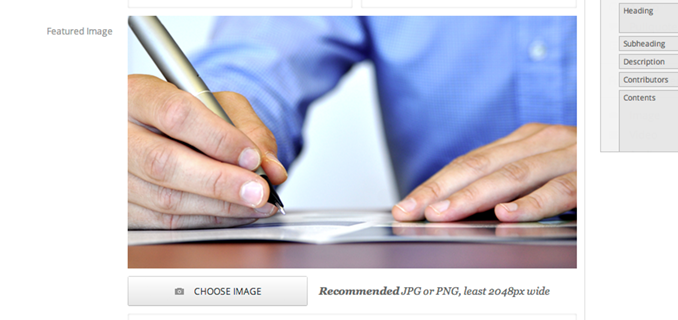 Featured Image
CHOOSE IMAGE
Recommended JPG or PNG, least 2048px wide
Heading
Subheading
Description
Contributors
Contents